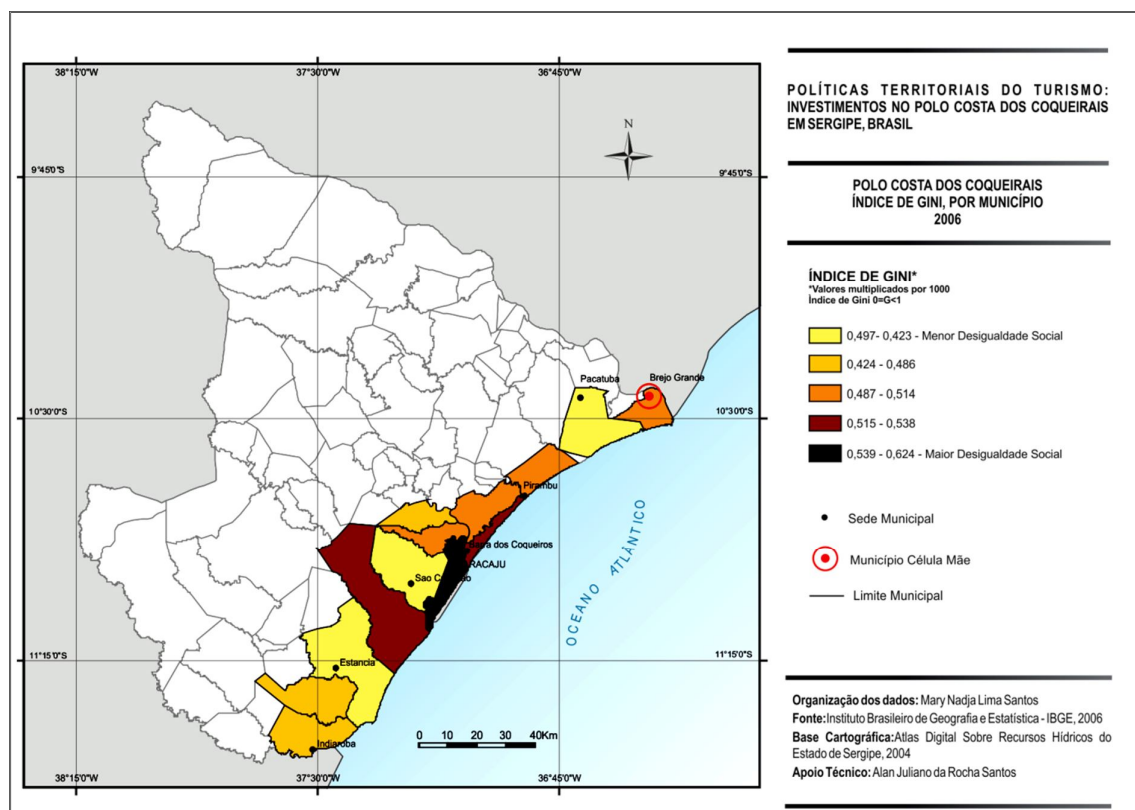 38°15'0"W
37°30'0"W
36°45'0"W
9°45'0"S
9°45'0"S
N
Pacatuba
Brejo Grande
10°30'0"S
10°30'0"S
Pirambu
Barra dos Coqueiros
RACAJU
Sao C
OCEANO ATLÂNTICO
11°15'0"S
11°15'0"S
Estancia
Indiaroba
0 10 20 30 40Km
38°15'0"W
37°30'0"W
36°45'0"W
POLÍTICAS TERRITORIAIS DO TURISMO:
INVESTIMENTOS NO POLO COSTA DOS COQUEIRAIS
EM SERGIPE, BRASIL
POLO COSTA DOS COQUEIRAIS
ÍNDICE DE GINI, POR MUNICÍPIO
2006
ÍNDICE DE GINI*
*Valores multiplicados por 1000
Índice de Gini 0=G<1
0,497- 0,423 - Menor Desigualdade Social
0,424 - 0,486
0,487 - 0,514
0,515 - 0,538
0,539 - 0,624 - Maior Desigualdade Social
Sede Municipal
Município Célula Mãe
Limite Municipal
Organização dos dados: Mary Nadja Lima Santos
Fonte:Instituto Brasileiro de Geografia e Estatística - IBGE, 2006
Base Cartográfica:Atlas Digital Sobre Recursos Hídricos do
Estado de Sergipe,2004
Apoio Técnico: Alan Juliano da Rocha Santos